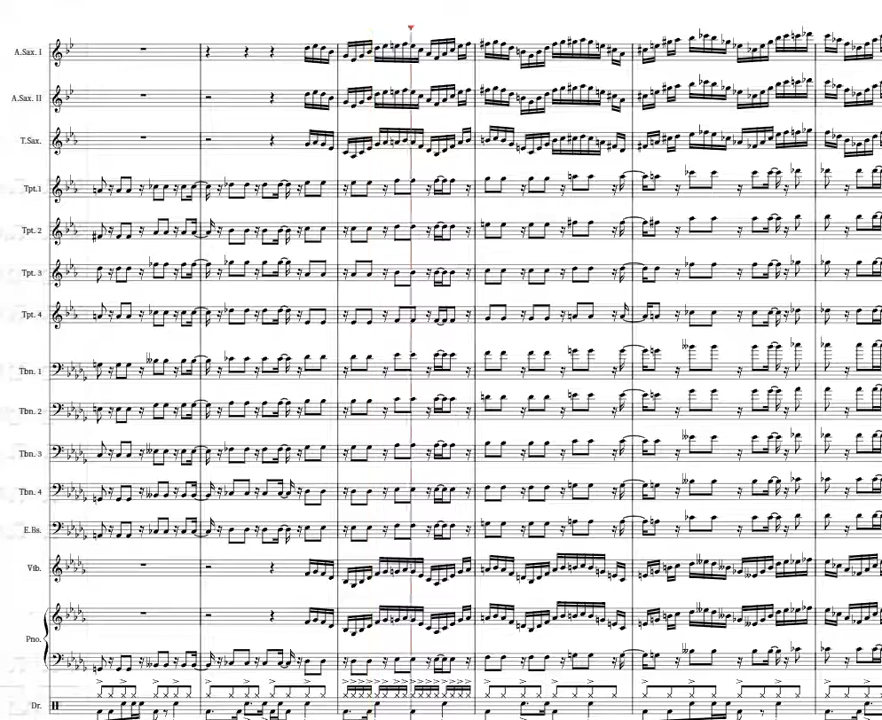 A.Sax. I
A.Sax. II
T.Sax.
Tpt.1
Tpt. 2
Tpt. 3
Tpt. 4
Tbn. 1
Tbn. 2
Tbn. 3
Tbn. 4
E.Bs.
Vib.
Pno.
Dr.